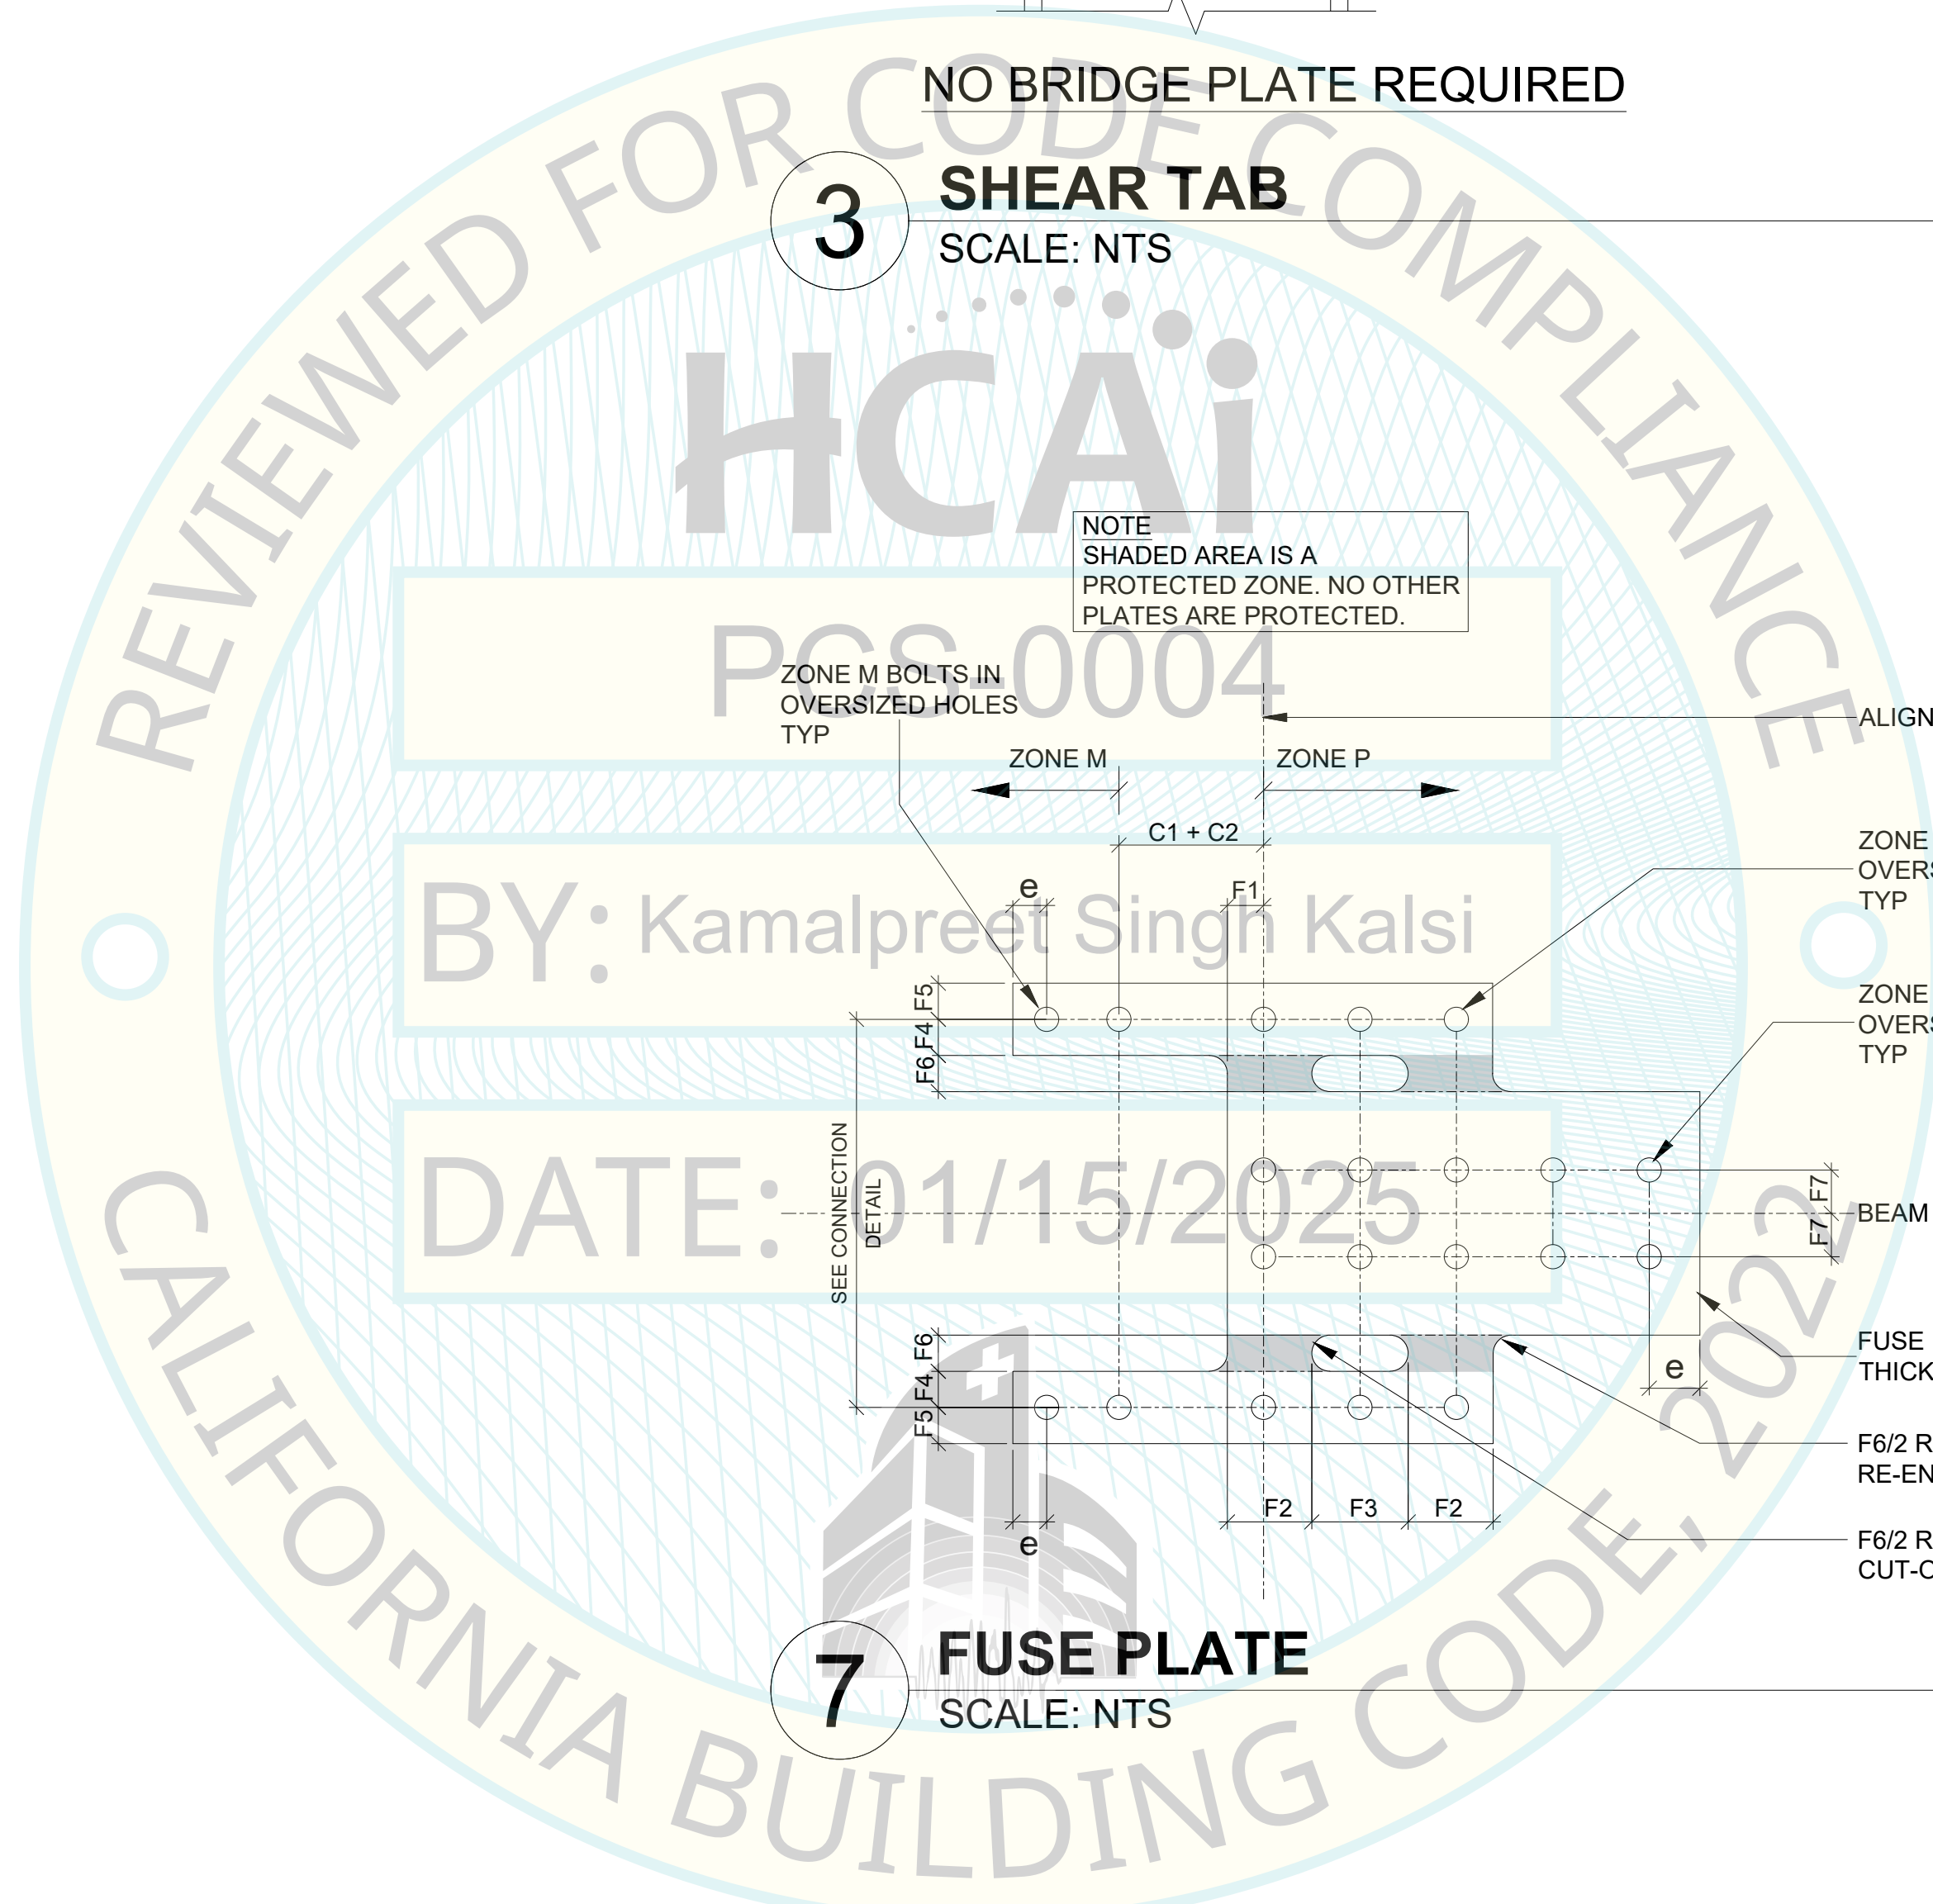 NO BRIDGE PLATE REQUIRED
3
SHEAR TAB
SCALE: NTS
REVIEWED FOR CODE COMPLIANCE
HCAi
NOTE
SHADED AREA IS A
PROTECTED ZONE. NO OTHER
PLATES ARE PROTECTED.
PCS-0004
ZONE M BOLTS IN
OVERSIZED HOLES
TYP
ALIGN
ZONE M
ZONE P
C1 + C2
ZONE
OVERS
TYP
e
F1
BY: Kamalpreet Singh Kalsi
F5
F4
F6
ZONE
OVERS
TYP
SEE CONNECTION
DETAIL
DATE: 01/15/2025
F7
F7
BEAM
F6
F4
F5
FUSE
THICK
e
F6/2 R
RE-EN
F2
F3
F2
e
F6/2 R
CUT-O
7
FUSE PLATE
SCALE: NTS
CALIFORNIA BUILDING CODE, 2022